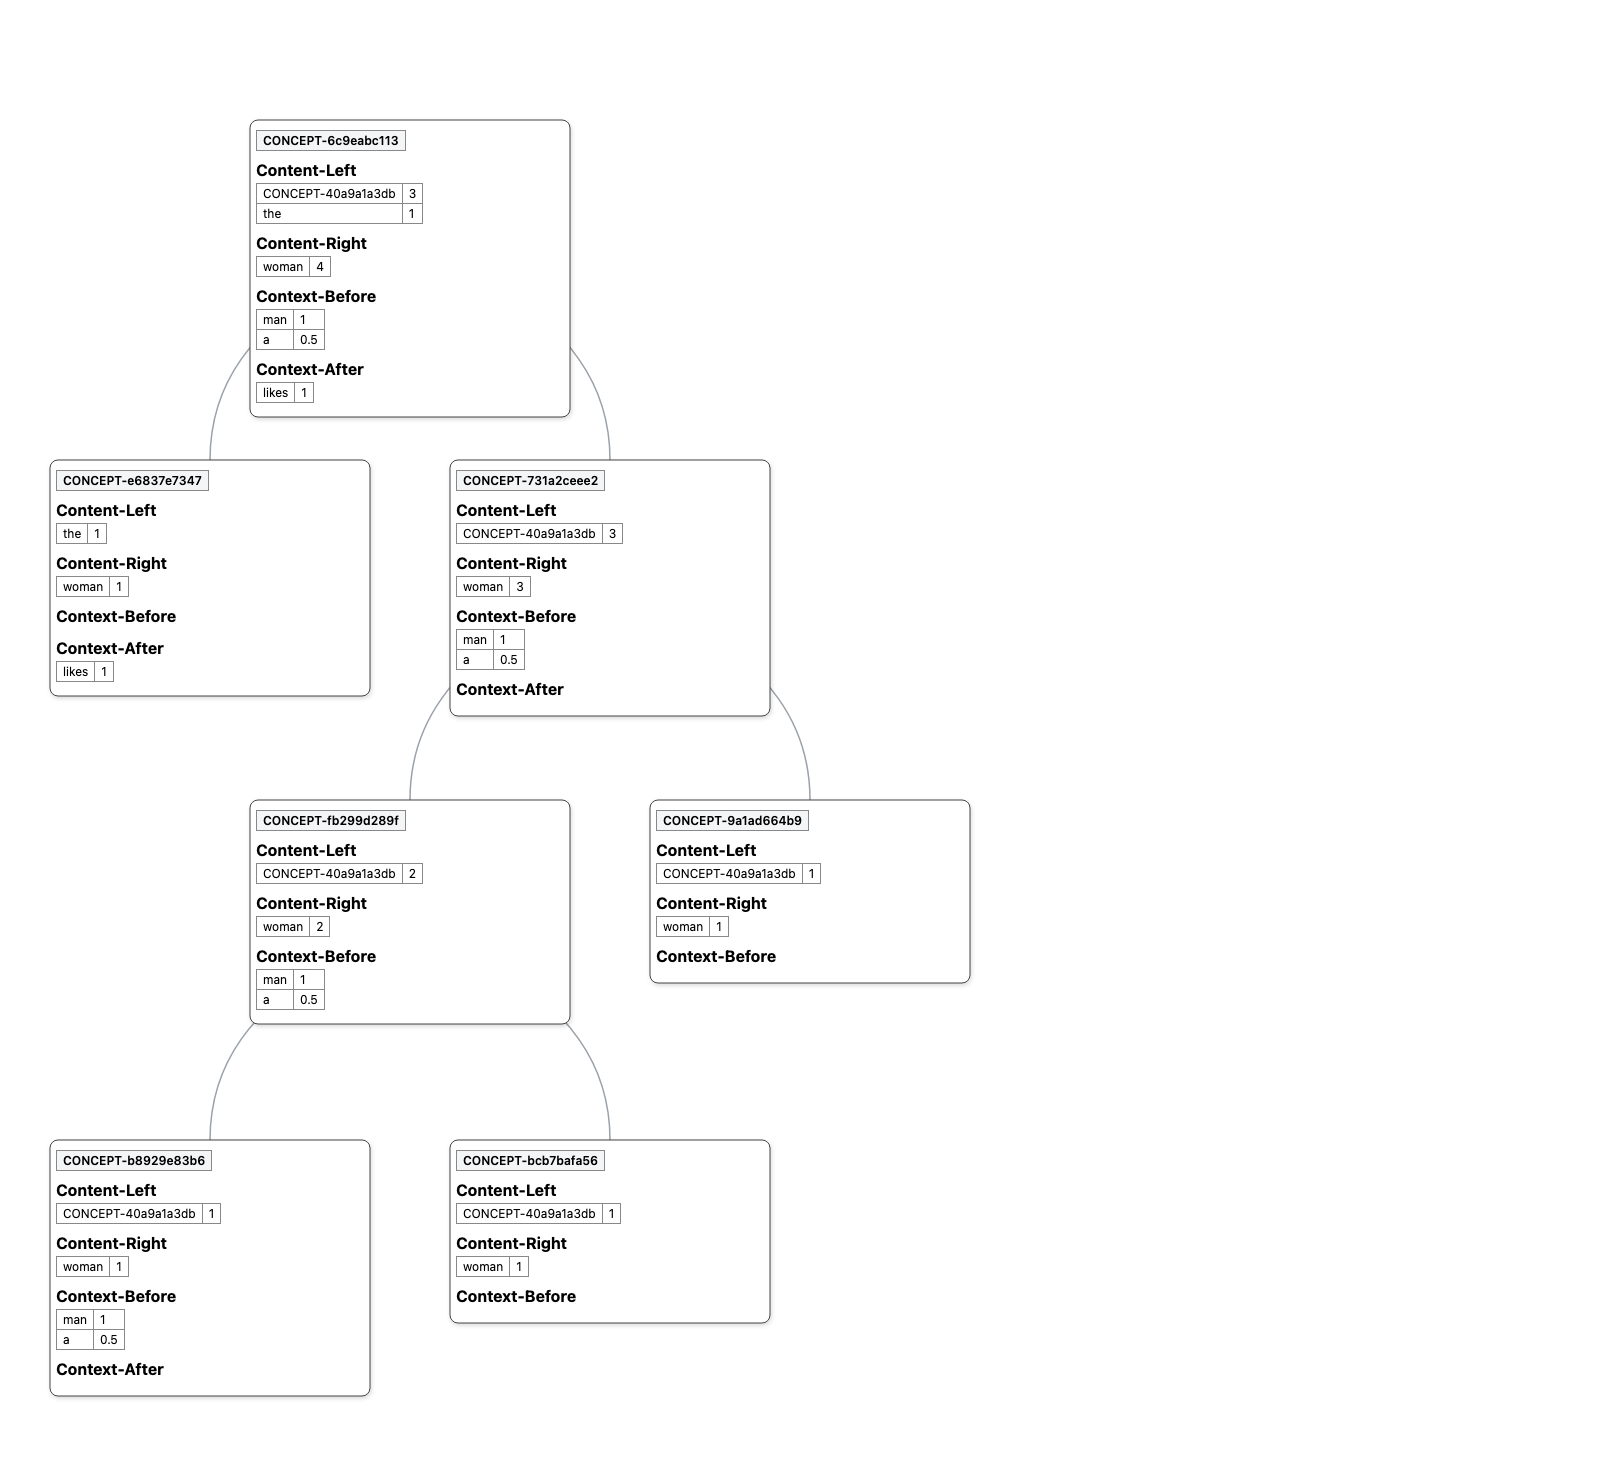 CONCEPT-6c9eabc113
Content-Left
CONCEPT-40a9a1a3db 3
the 1
Content-Right
woman 4
Context-Before
man 1
a 0.5
Context-After
likes 1
CONCEPT-e6837e7347
Content-Left
the 1
Content-Right
woman 1
Context-Before
Context-After
likes 1
CONCEPT-731a2ceee2
Content-Left
CONCEPT-40a9a1a3db 3
Content-Right
woman 3
Context-Before
man 1
a 0.5
Context-After
CONCEPT-fb299d289f
Content-Left
CONCEPT-40a9a1a3db 2
Content-Right
woman 2
Context-Before
man 1
a 0.5
CONCEPT-9a1ad664b9
Content-Left
CONCEPT-40a9a1a3db 1
Content-Right
woman 1
Context-Before
CONCEPT-b8929e83b6
Content-Left
CONCEPT-40a9a1a3db 1
Content-Right
woman 1
Context-Before
man 1
a 0.5
Context-After
CONCEPT-bcb7bafa56
Content-Left
CONCEPT-40a9a1a3db 1
Content-Right
woman 1
Context-Before